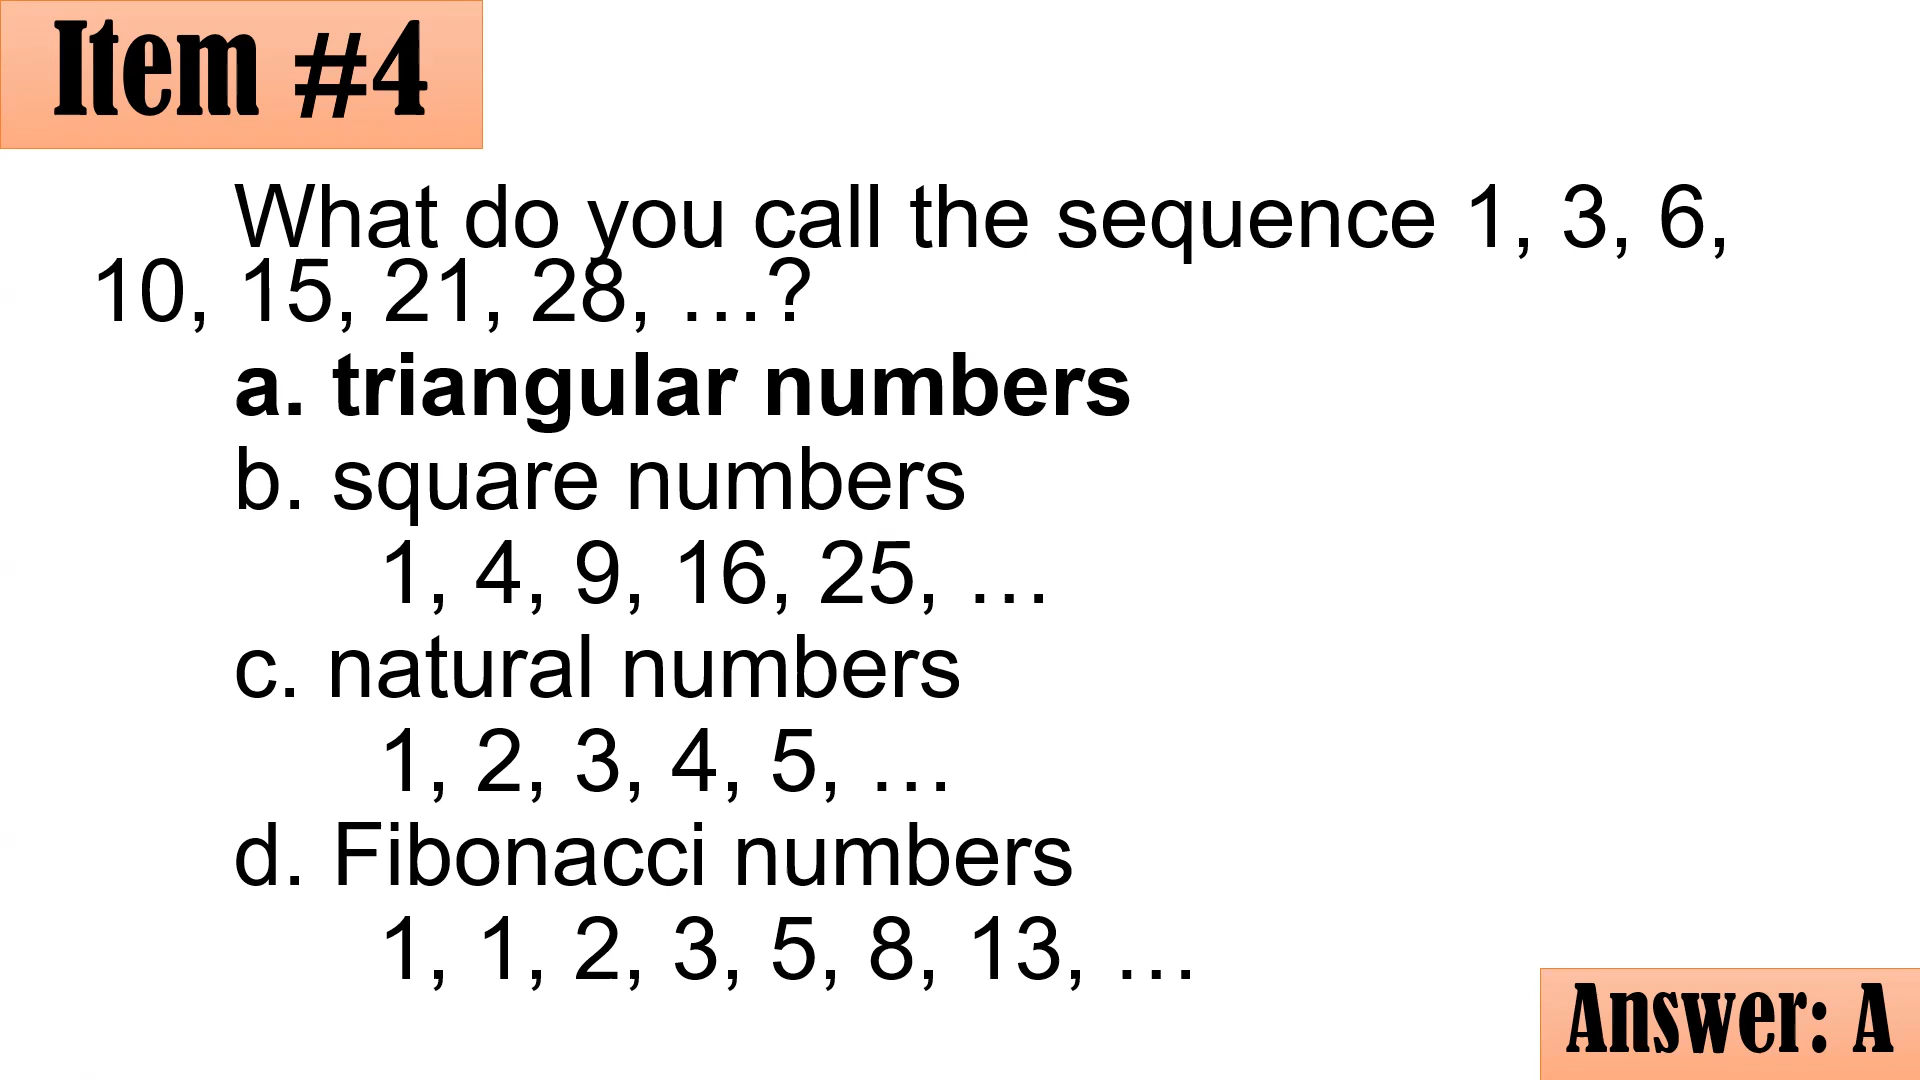 Item #4
What do you call the sequence 1, 3, 6,
10, 15, 21, 28, …?
a. triangular numbers
b. square numbers
1, 4, 9, 16, 25, …
c. natural numbers
1, 2, 3, 4, 5, …
d. Fibonacci numbers
1, 1, 2, 3, 5, 8, 13, …
Answer: A